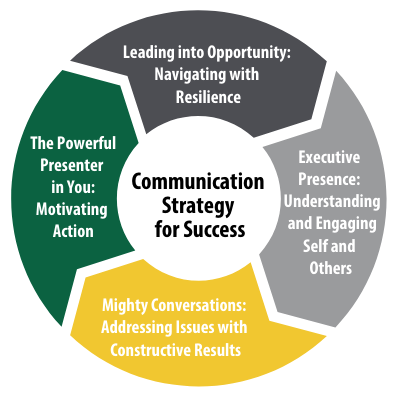 Leading into Opportunity:
Navigating with
Resilience
Executive
Presence:
Understanding
and Engaging
Self and
Others
Mighty Conversations:
Addressing Issues with
Constructive Results
The Powerful
Presenter
in You:
Motivating
Action
Communication
Strategy
for Success